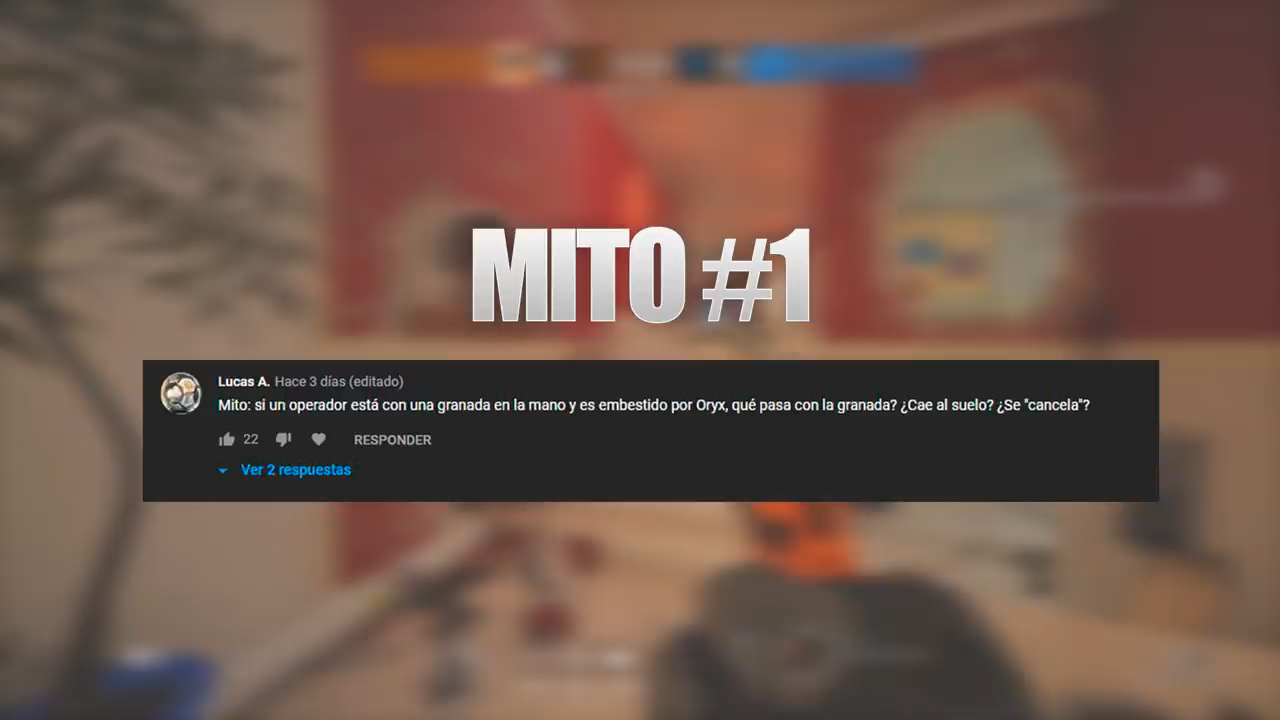 MITO #1
Lucas A. Hace 3 días (editado)
Mito: si un operador está con una granada en la mano y es embestido por Oryx, qué pasa con la granada? ¿Cae al suelo? ¿Se "cancela"?
22 RESPONDER
Ver 2 respuestas